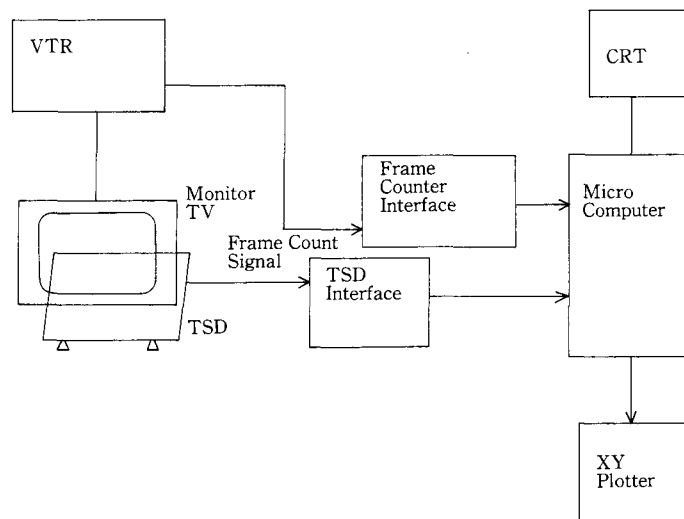 VTR
CRT
Frame
Counter
Interface
Micro
Computer
Monitor
TV
Frame Count
Signal
TSD
Interface
TSD
XY
Plotter